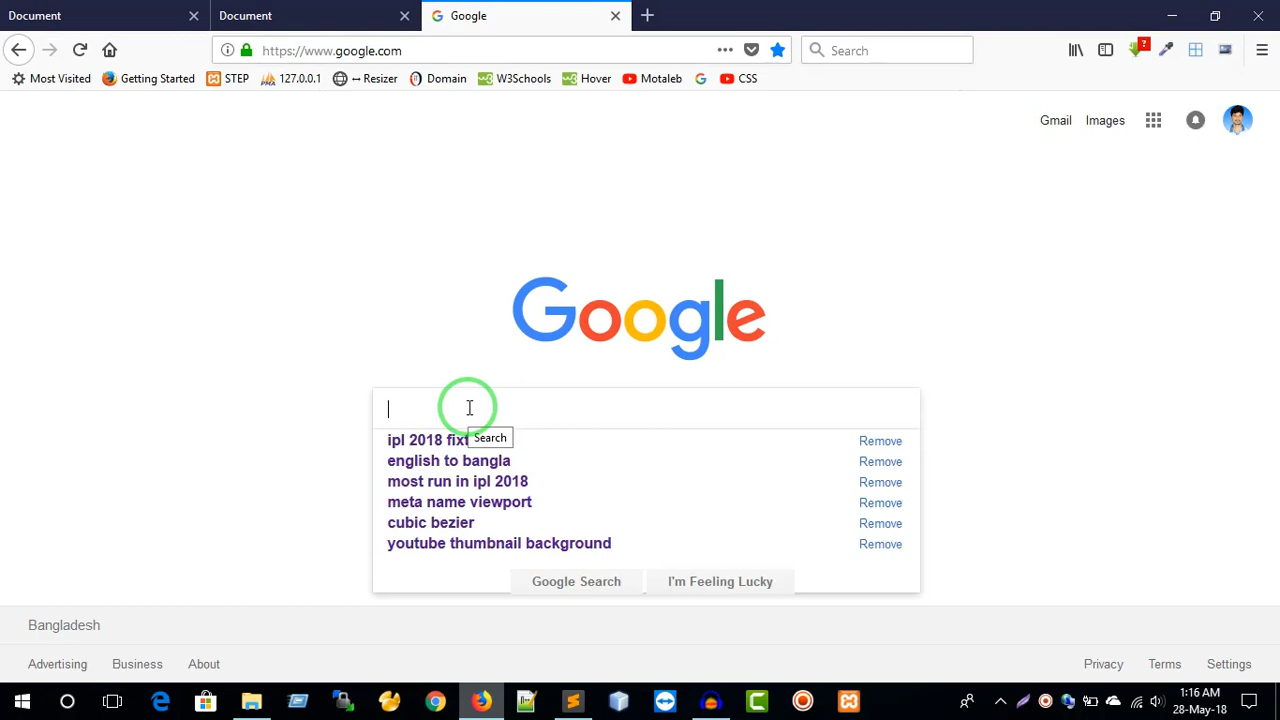 Document
Document
Google
https://www.google.com
Search
Most Visited
Getting Started
STEP
127.0.0.1
↔ Resizer
Domain
W3Schools
Hover
Motaleb
CSS
Gmail
Images
Google
ipl 2018 fixt
Remove
Search
english to bangla
Remove
most run in ipl 2018
Remove
meta name viewport
Remove
cubic bezier
Remove
youtube thumbnail background
Remove
Google Search
I'm Feeling Lucky
Bangladesh
Advertising
Business
About
Privacy
Terms
Settings
1:16 AM
28-May-18